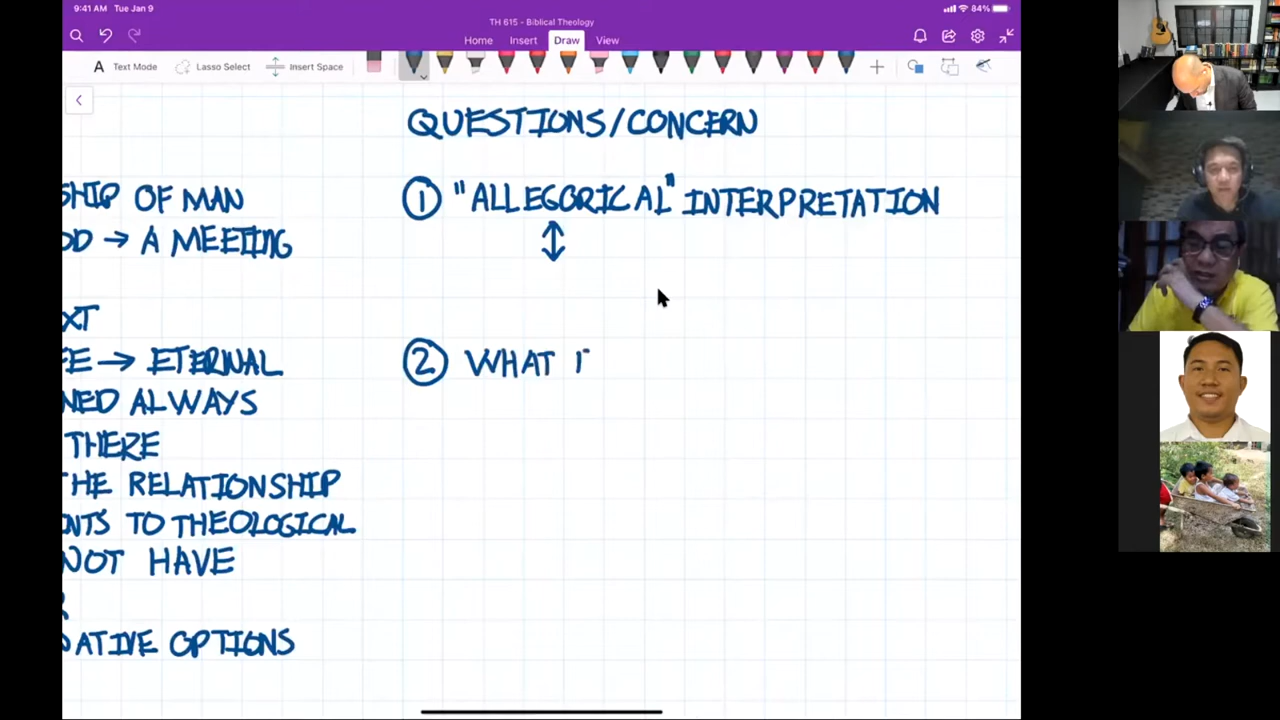 9:41 AM Tue Jan 9
84%
TH 615 - Biblical Theology
Home Insert Draw View
Text Mode Lasso Select Insert Space
QUESTIONS/CONCERN
① "ALLEGORICAL" INTERPRETATION
↕
② WHAT I
SHIP OF MAN
OD → A MEETING
XT
FE → ETERNAL
NED ALWAYS
THERE
THE RELATIONSHIP
NTS TO THEOLOGICAL
NOT HAVE
DATIVE OPTIONS